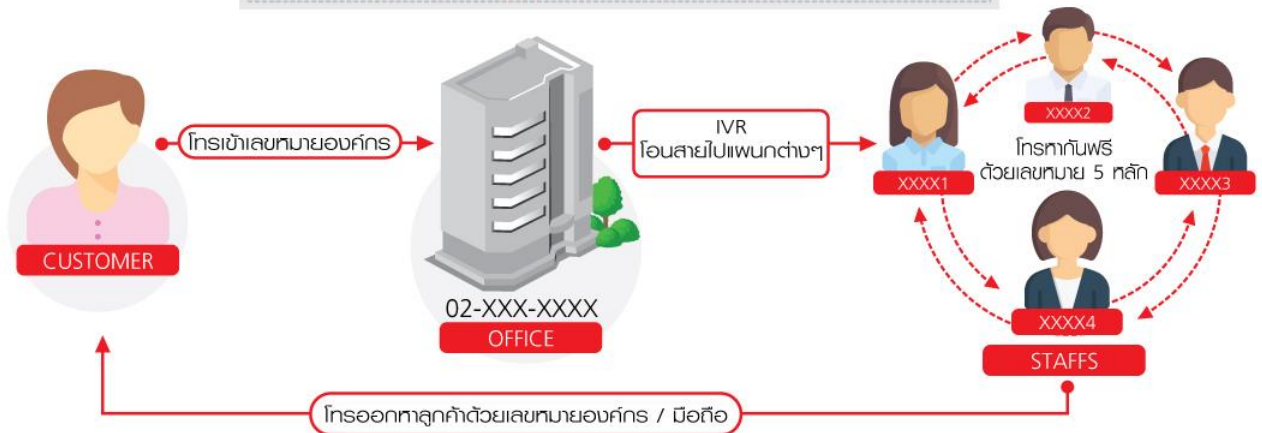 โทรเข้าเลขหมายองค์กร
CUSTOMER
02-XXX-XXXX
OFFICE
IVR
โอนสายไปแผนกต่างๆ
XXXX1
XXXX2
โทรหากันฟรี
ด้วยเลขหมาย 5 หลัก
XXXX3
XXXX4
STAFFS
โทรออกหาลูกค้าด้วยเลขหมายองค์กร / มือถือ